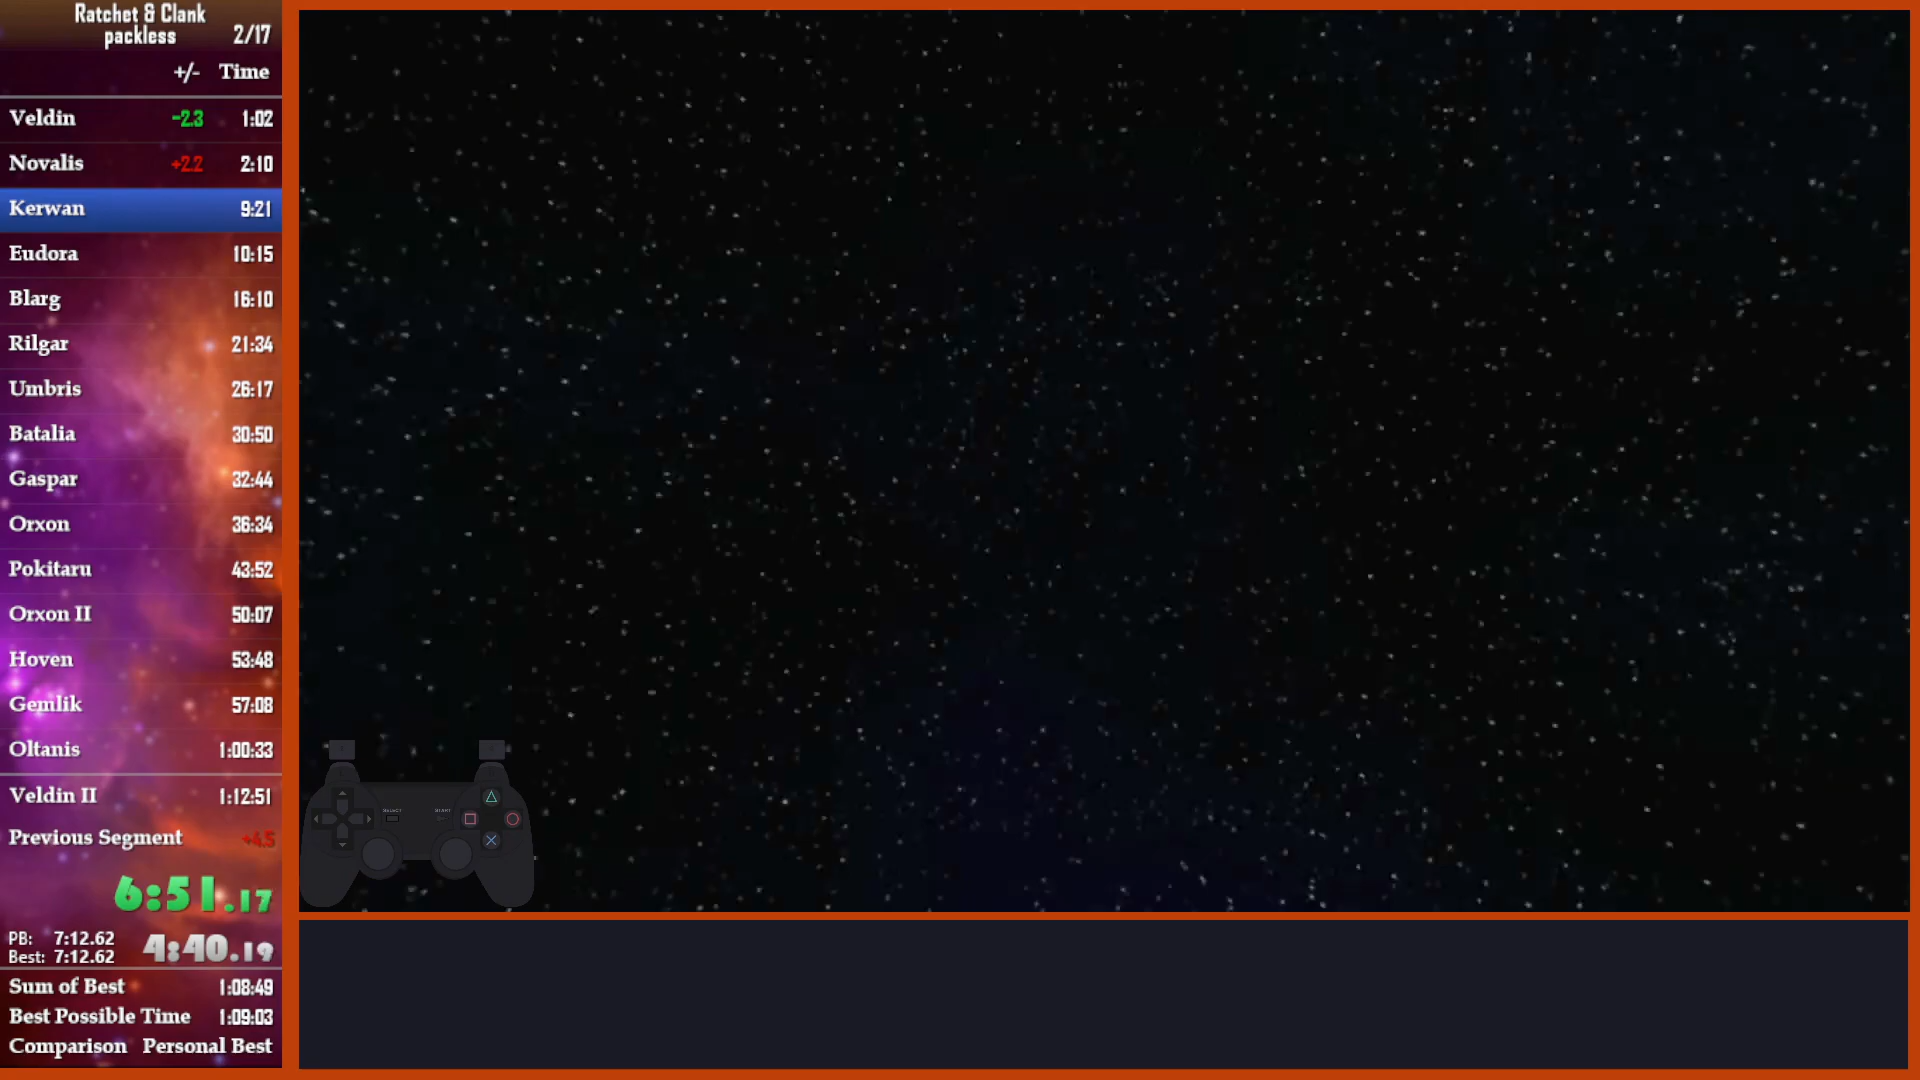 Ratchet & Clank
packless 2/17
+/- Time
Veldin -2.3 1:02
Novalis +2.2 2:10
Kerwan 9:21
Eudora 10:15
Blarg 16:10
Rilgar 21:34
Umbris 26:17
Batalia 30:50
Gaspar 32:44
Orxon 36:34
Pokitaru 43:52
Orxon II 50:07
Hoven 53:48
Gemlik 57:08
Oltanis 1:00:33
Veldin II 1:12:51
Previous Segment +4.5
6:51.17
PB: 7:12.62 4:40.19
Best: 7:12.62
Sum of Best 1:08:49
Best Possible Time 1:09:03
Comparison Personal Best
SELECT START